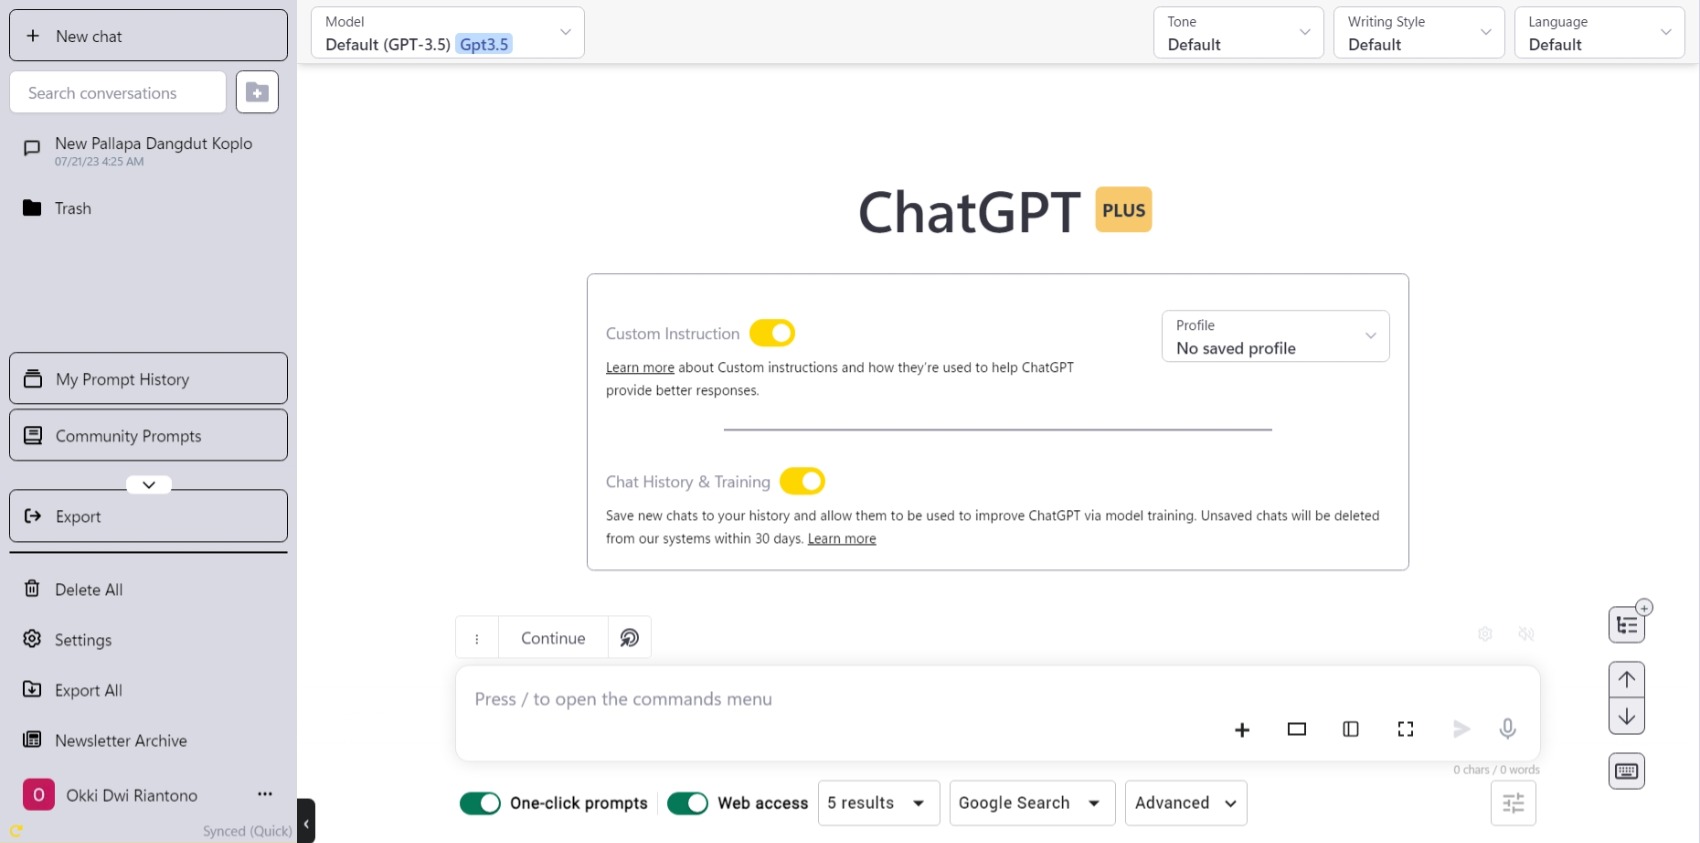 New chat
Search conversations
New Pallapa Dangdut Koplo
07/21/23 4:25 AM
Trash
My Prompt History
Community Prompts
Export
Delete All
Settings
Export All
Newsletter Archive
O
Okki Dwi Riantono
Synced (Quick)
Model
Default (GPT-3.5) Gpt3.5
Tone
Default
Writing Style
Default
Language
Default
ChatGPT PLUS
Custom Instruction
Profile
No saved profile
Learn more about Custom instructions and how they're used to help ChatGPT
provide better responses.
Chat History & Training
Save new chats to your history and allow them to be used to improve ChatGPT via model training. Unsaved chats will be deleted
from our systems within 30 days. Learn more
Continue
Press / to open the commands menu
0 chars / 0 words
One-click prompts
Web access
5 results
Google Search
Advanced